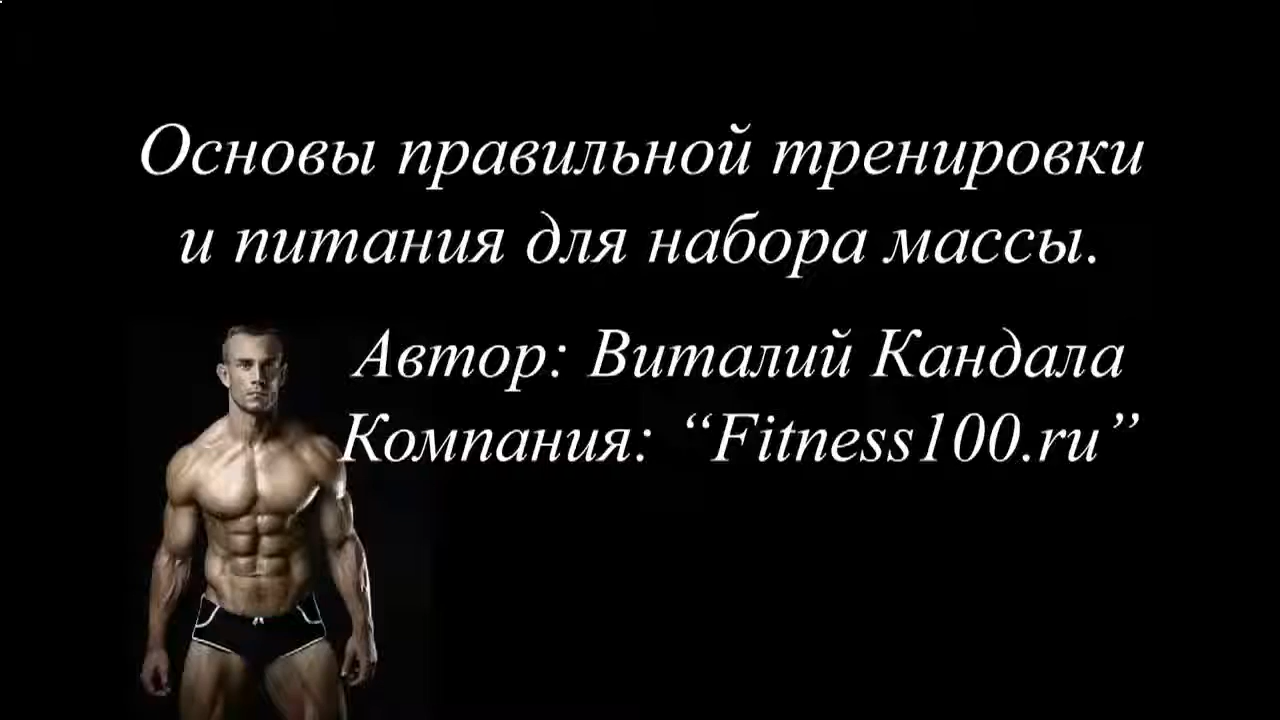 Основы правильной тренировки
и питания для набора массы.
Автор: Виталий Кандала
Компания: “Fitness100.ru”